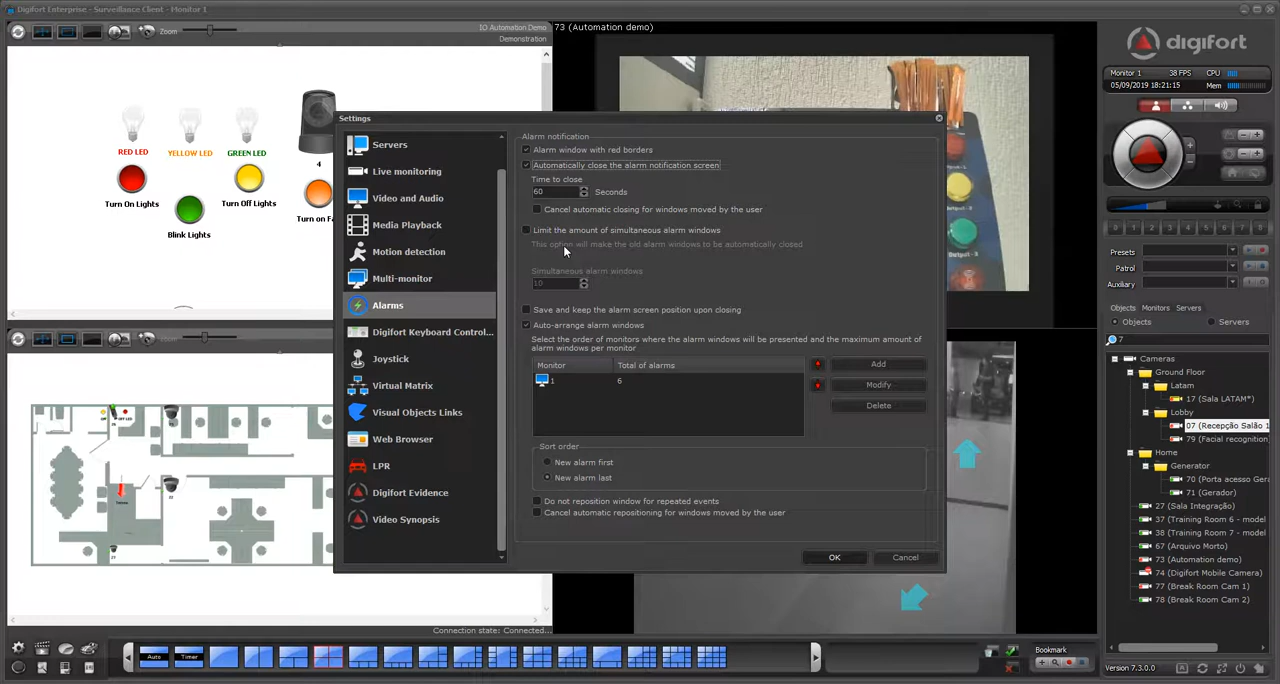 Digifort Enterprise - Surveillance Client - Monitor 1
Zoom
IO Automation Demo
Demonstration
RED LED
YELLOW LED
GREEN LED
4
Turn On Lights
Blink Lights
Turn Off Lights
Zoom
Connection state: Connected...
73 (Automation demo)
Settings
Servers
Live monitoring
Video and Audio
Media Playback
Motion detection
Multi-monitor
Alarms
Digifort Keyboard Control...
Joystick
Virtual Matrix
Visual Objects Links
Web Browser
LPR
Digifort Evidence
Video Synopsis
Alarm notification
Alarm window with red borders
Automatically close the alarm notification screen
Time to close
60 Seconds
Cancel automatic closing for windows moved by the user
Limit the amount of simultaneous alarm windows
This option will make the old alarm windows to be automatically closed
Simultaneous alarm windows
10
Save and keep the alarm screen position upon closing
Auto-arrange alarm windows
Select the order of monitors where the alarm windows will be presented and the maximum amount of
alarm windows per monitor
Monitor Total of alarms
1 6
Add
Modify
Delete
Sort order
New alarm first
New alarm last
Do not reposition window for repeated events
Cancel automatic repositioning for windows moved by the user
OK Cancel
digifort
Monitor 1 38 FPS CPU
05/09/2019 18:21:15 Mem
0 1 2 3 4 5 6 7 8 9
Presets
Patrol
Auxiliary
Objects Monitors Servers
Objects Servers
7
Cameras
Ground Floor
Latam
17 (Sala LATAM*)
Lobby
07 (Recepção Salão 1
79 (Facial recognition)
Home
Generator
70 (Porta acesso Ger
71 (Gerador)
27 (Sala Integração)
37 (Training Room 6 - model
38 (Training Room 7 - model
67 (Arquivo Morto)
73 (Automation demo)
74 (Digifort Mobile Camera)
77 (Break Room Cam 1)
78 (Break Room Cam 2)
Auto
Timer
Bookmark
Version 7.3.0.0